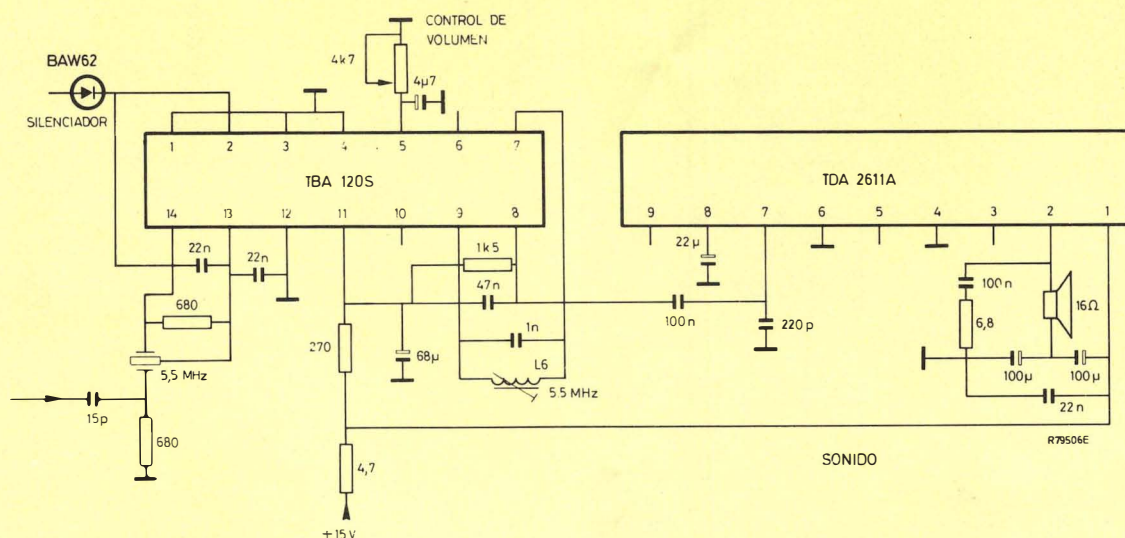 CONTROL DE
VOLUMEN
4k7
4µ7
BAW62
SILENCIADOR
1 2 3 4 5 6 7
TBA 120S
14 13 12 11 10 9 8
TDA 2611A
9 8 7 6 5 4 3 2 1
22n
22n
680
5,5 MHz
15p
680
270
4,7
+15V
68µ
1k5
47n
1n
L6
5.5 MHz
100n
22µ
220p
100n
6,8
16Ω
100µ
100µ
22n
R79506E
SONIDO